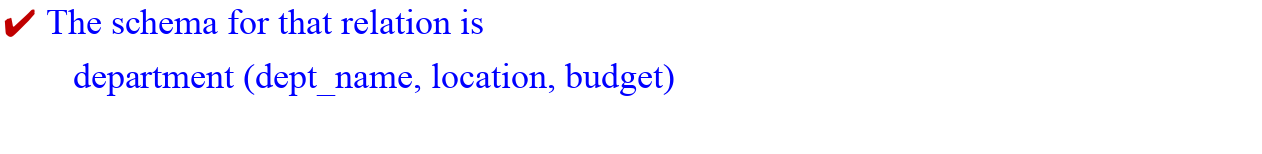 ✔ The schema for that relation is
department (dept_name, location, budget)